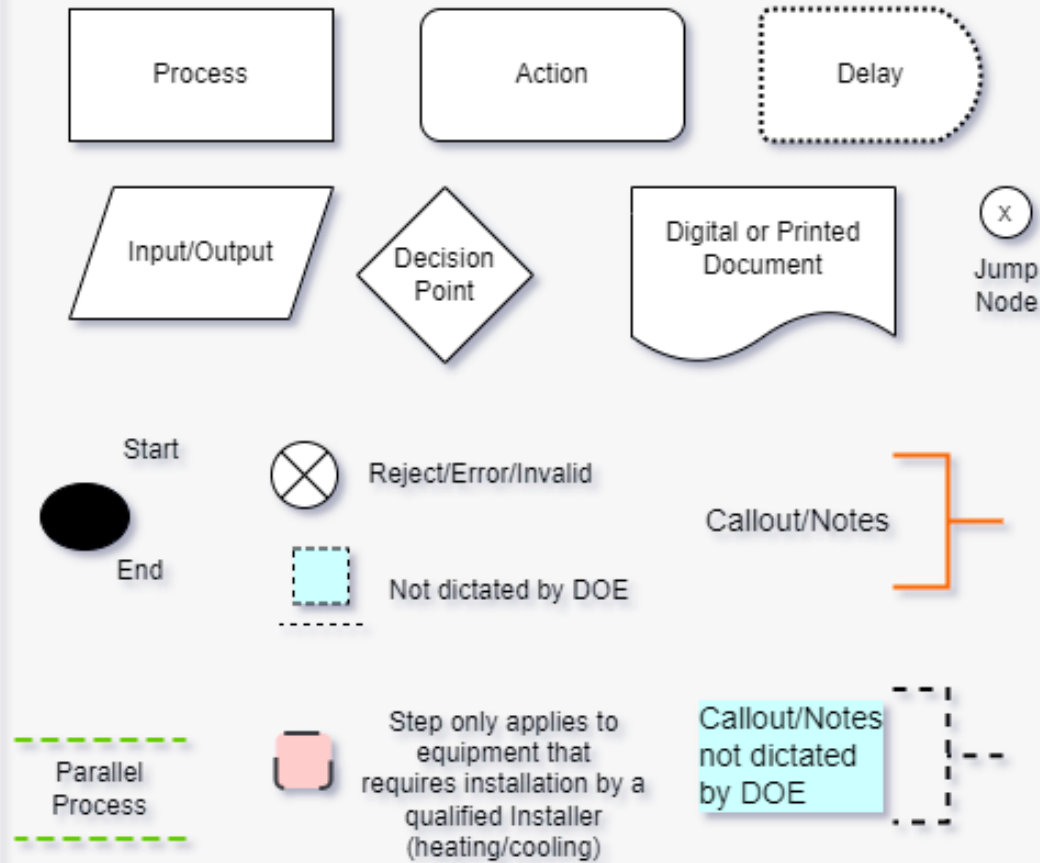 Process
Action
Delay
Input/Output
Decision
Point
Digital or Printed
Document
x
Jump
Node
Start
End
Reject/Error/Invalid
Not dictated by DOE
Callout/Notes
Parallel
Process
Step only applies to
equipment that
requires installation by a
qualified Installer
(heating/cooling)
Callout/Notes
not dictated
by DOE